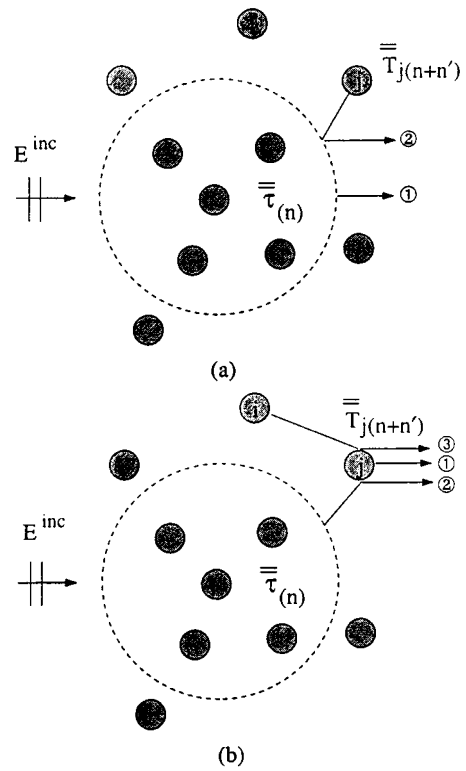 T̿ j(n+n′)
j
②
E inc
①
τ̿ (n)
(a)
i
T̿ j(n+n′)
③
j
①
②
E inc
τ̿ (n)
(b)